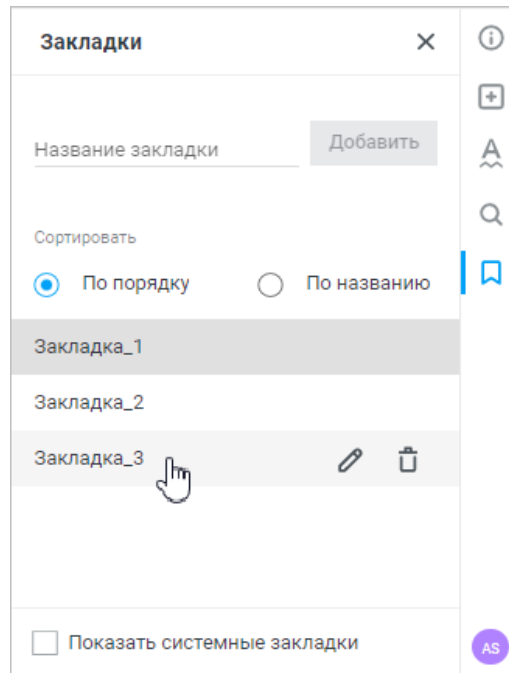 Закладки
Название закладки
Добавить
Сортировать
По порядку По названию
Закладка_1
Закладка_2
Закладка_3
Показать системные закладки
AS